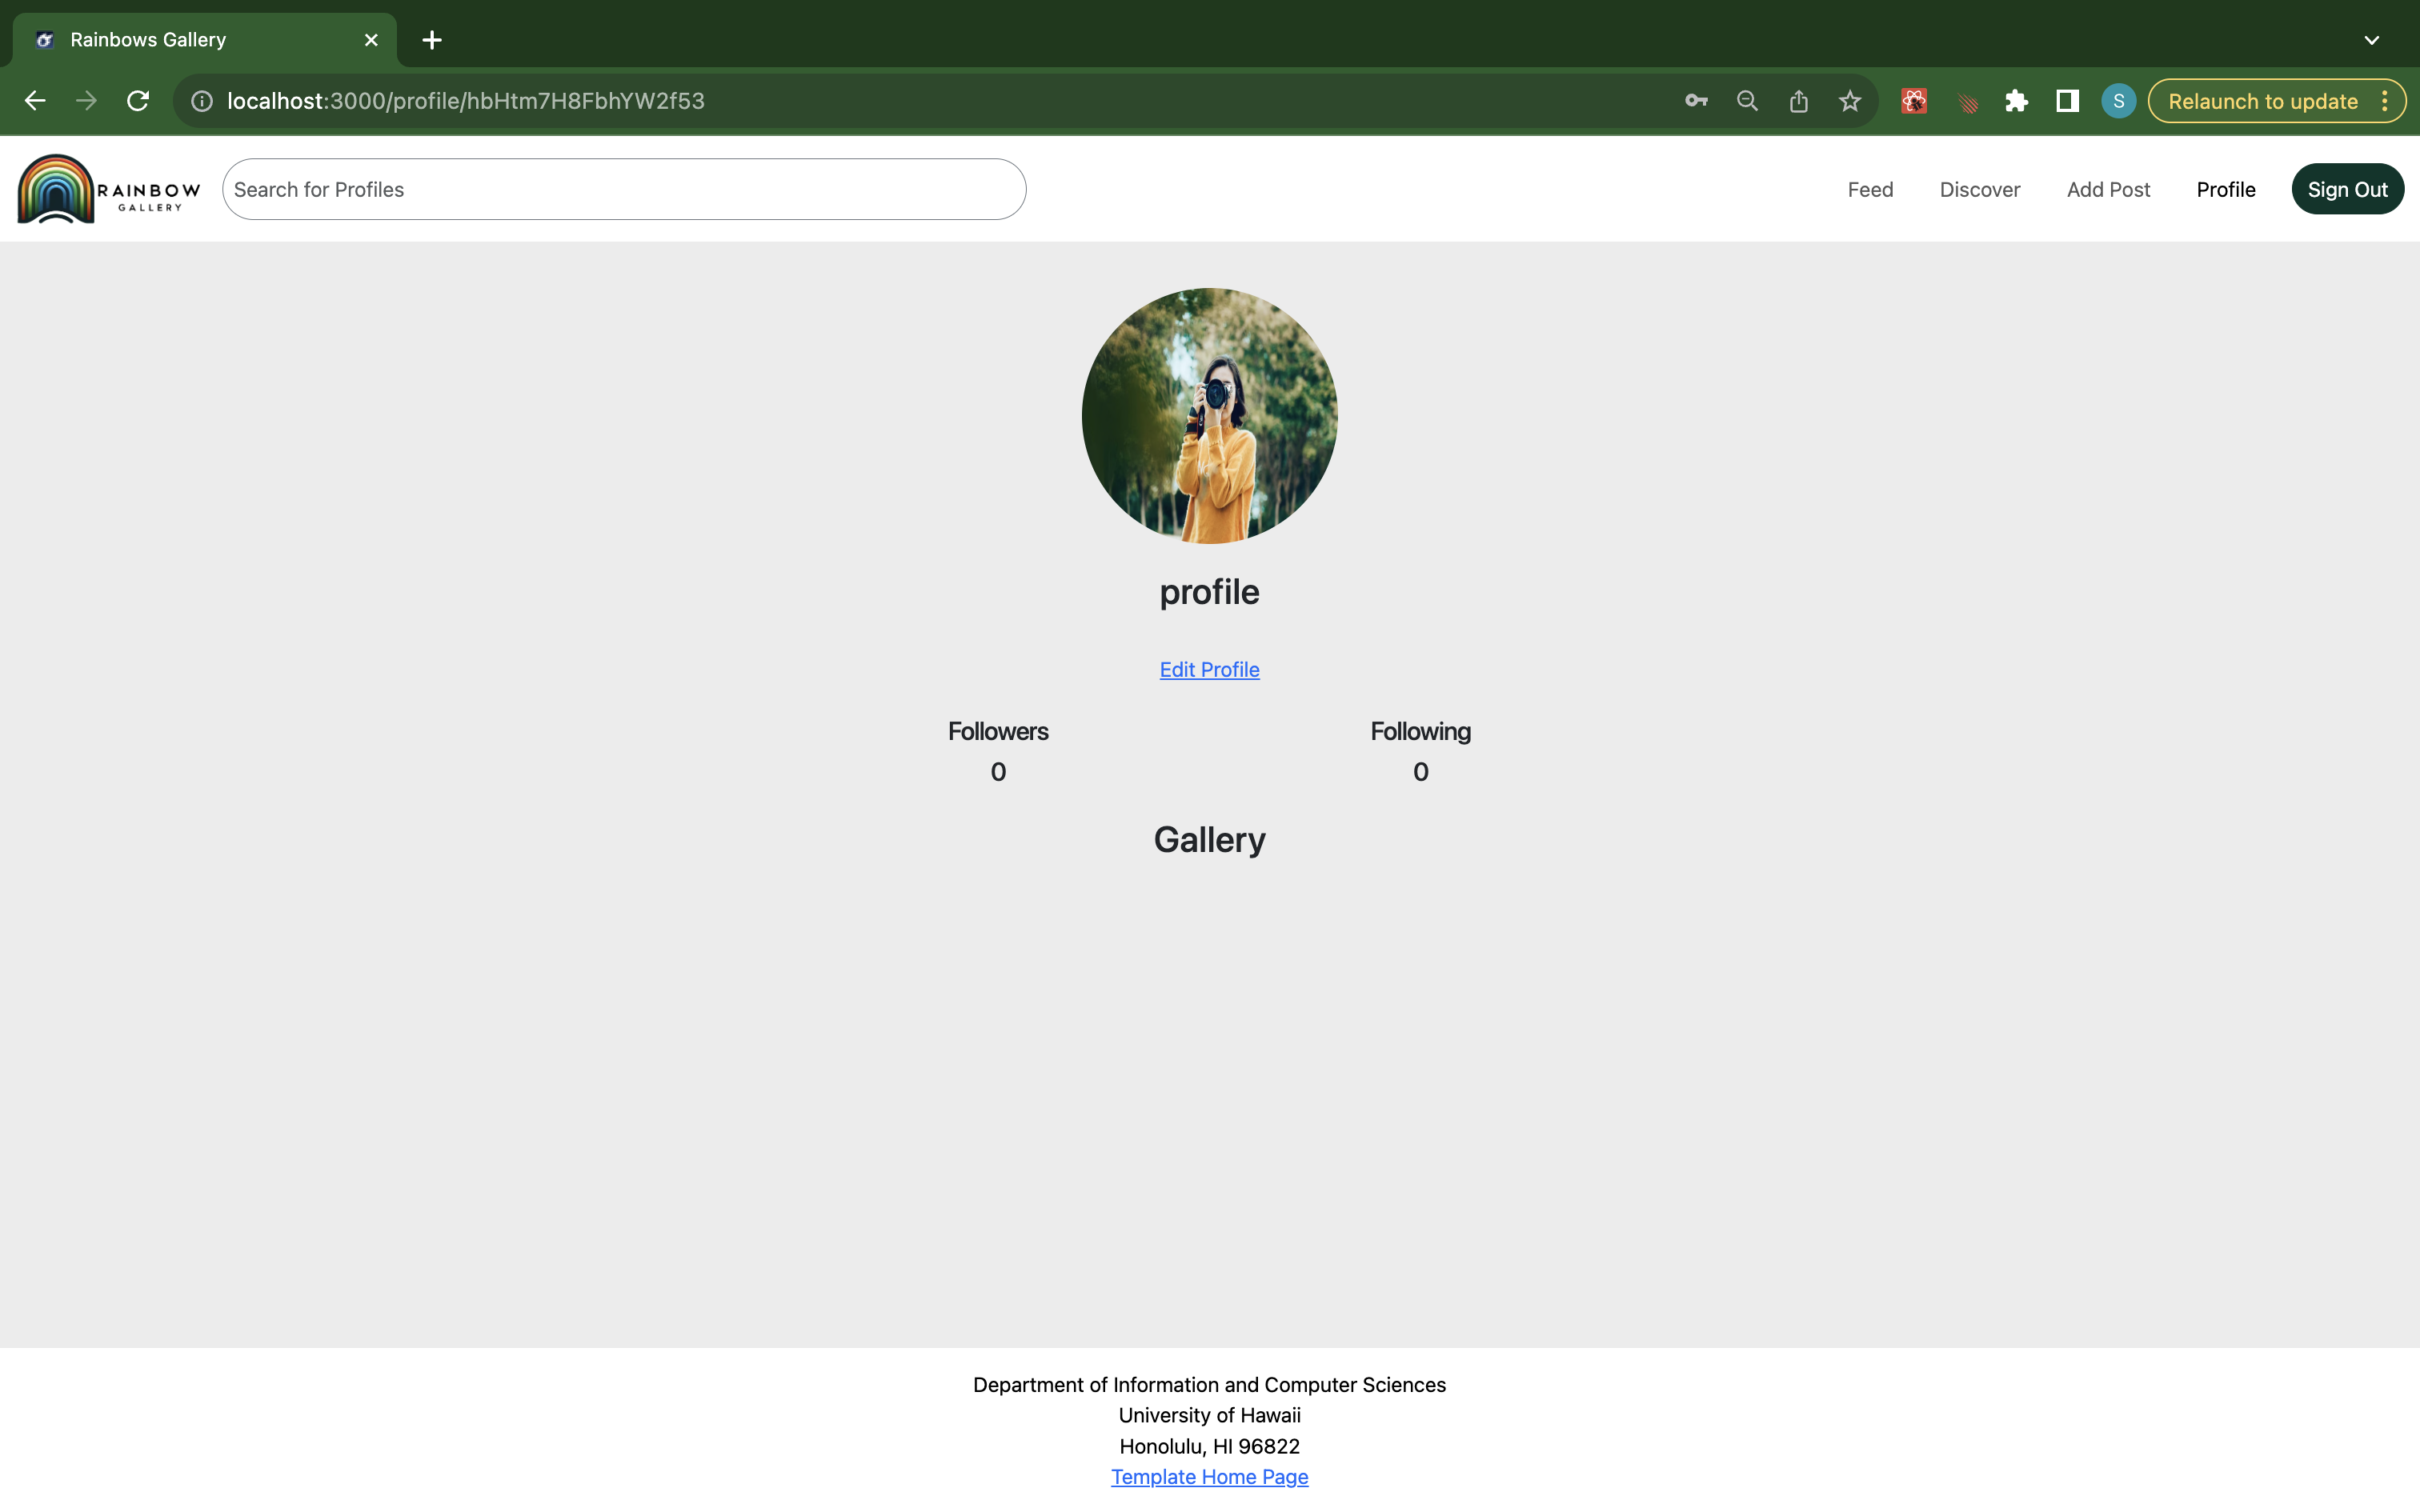 Rainbows Gallery
localhost:3000/profile/hbHtm7H8FbhYW2f53
S
Relaunch to update
RAINBOW
GALLERY
Search for Profiles
Feed
Discover
Add Post
Profile
Sign Out
profile
Edit Profile
Followers
Following
0
0
Gallery
Department of Information and Computer Sciences
University of Hawaii
Honolulu, HI 96822
Template Home Page